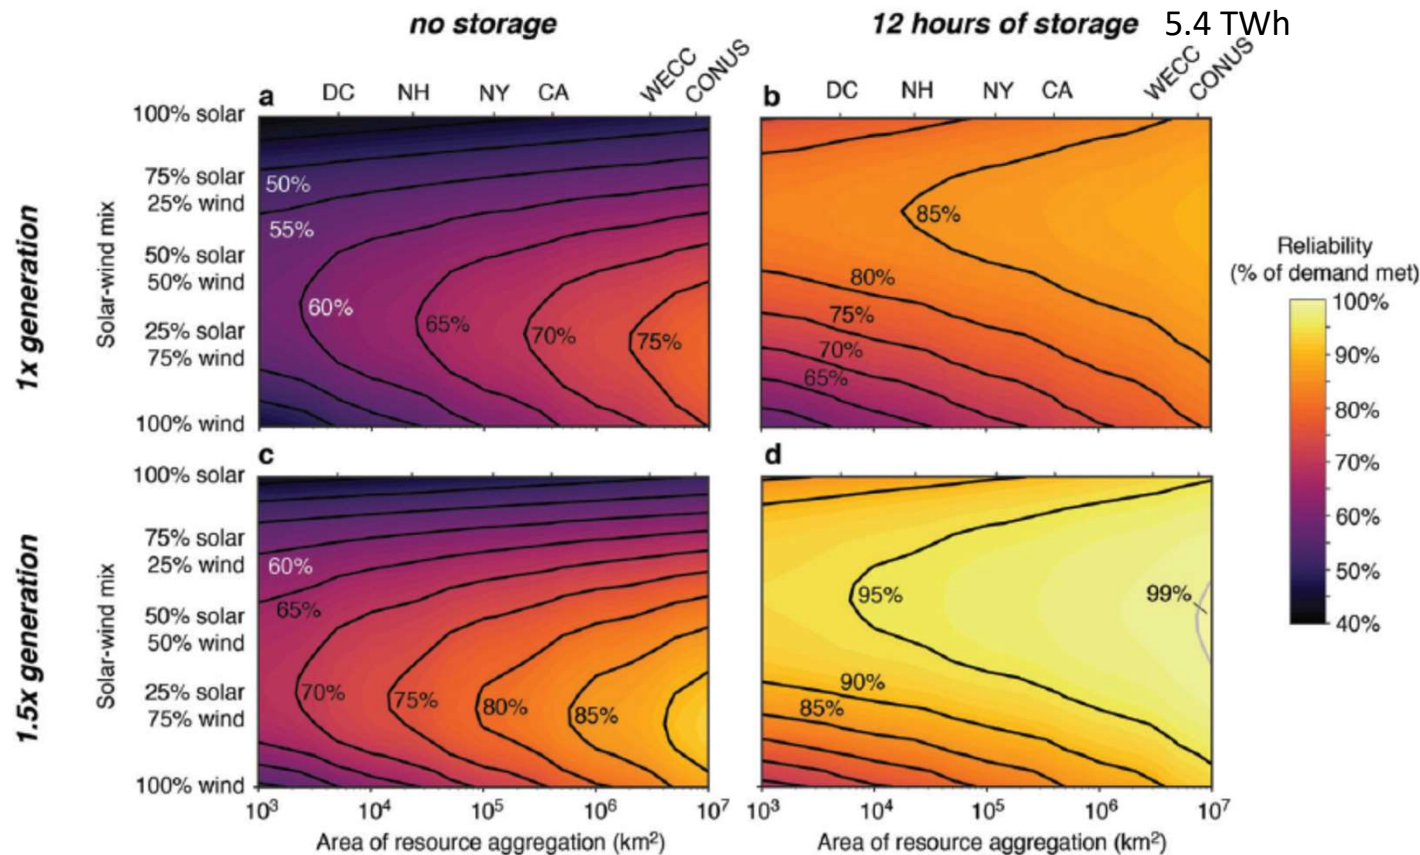 no storage
12 hours of storage 5.4 TWh
a DC NH NY CA WECC CONUS
b DC NH NY CA WECC CONUS
1x generation
Solar-wind mix
100% solar
75% solar
25% wind
50% solar
50% wind
25% solar
75% wind
100% wind
50%
55%
60%
65%
70%
75%
85%
80%
75%
70%
65%
Reliability
(% of demand met)
100%
90%
80%
70%
60%
50%
40%
c
d
1.5x generation
Solar-wind mix
100% solar
75% solar
25% wind
50% solar
50% wind
25% solar
75% wind
100% wind
60%
65%
70%
75%
80%
85%
95%
99%
90%
85%
10³ 10⁴ 10⁵ 10⁶ 10⁷
10³ 10⁴ 10⁵ 10⁶ 10⁷
Area of resource aggregation (km²)
Area of resource aggregation (km²)